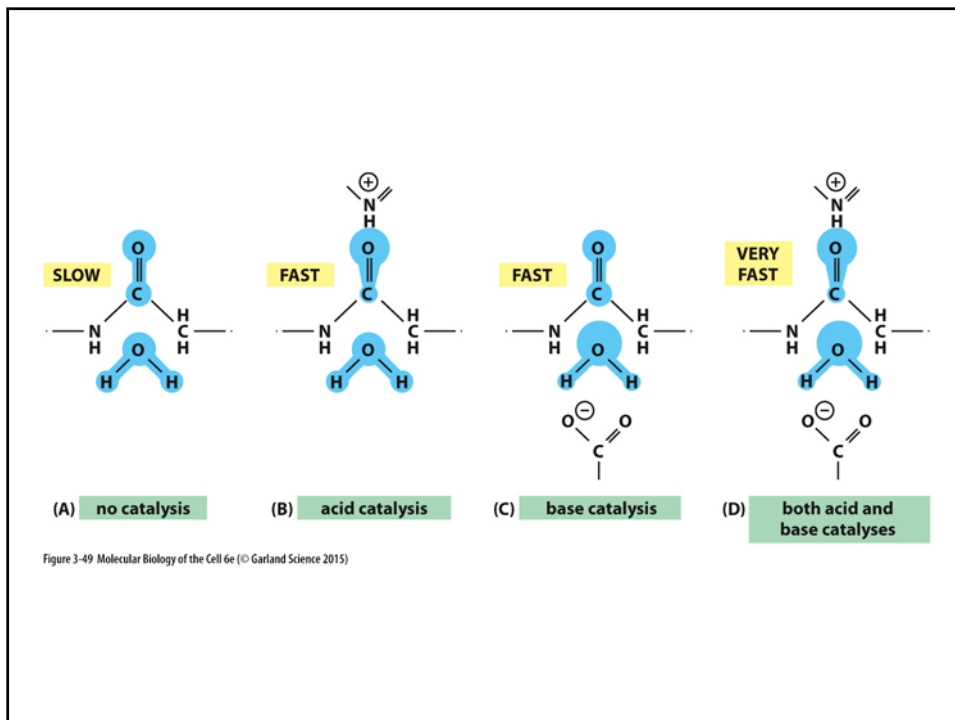 SLOW
O
C
N
H
H
C
H
O
H H
(A) no catalysis
FAST
+
N
H
O
C
N
H
H
C
H
O
H H
(B) acid catalysis
FAST
O
C
N
H
H
C
H
O
H H
O − O
C
(C) base catalysis
VERY
FAST
+
N
H
O
C
N
H
H
C
H
O
H H
O − O
C
(D) both acid and
base catalyses
Figure 3-49 Molecular Biology of the Cell 6e (© Garland Science 2015)